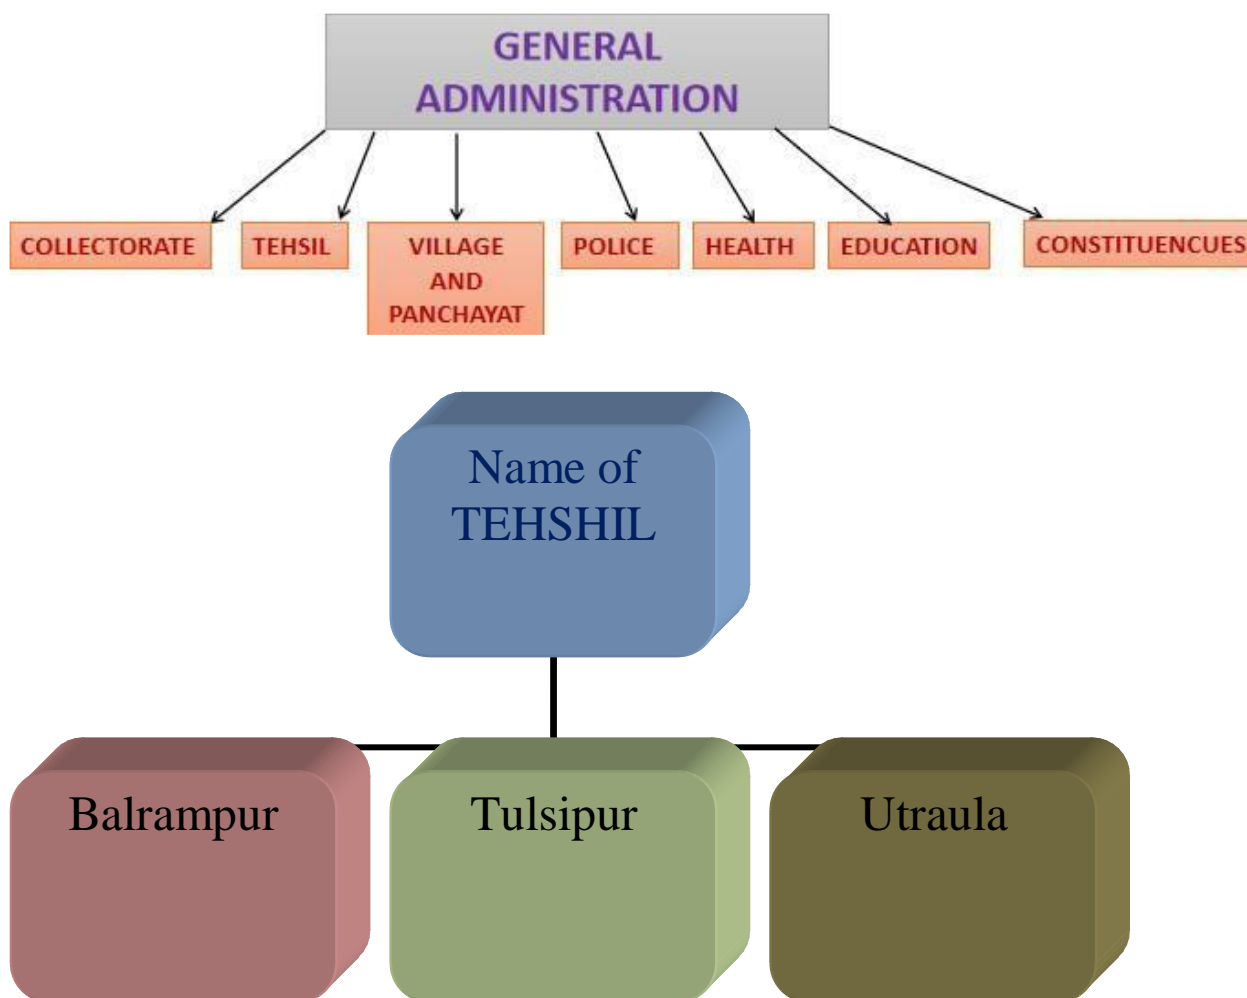 GENERAL
ADMINISTRATION
COLLECTORATE
TEHSIL
VILLAGE
AND
PANCHAYAT
POLICE
HEALTH
EDUCATION
CONSTITUENCUES
Name of
TEHSHIL
Balrampur
Tulsipur
Utraula